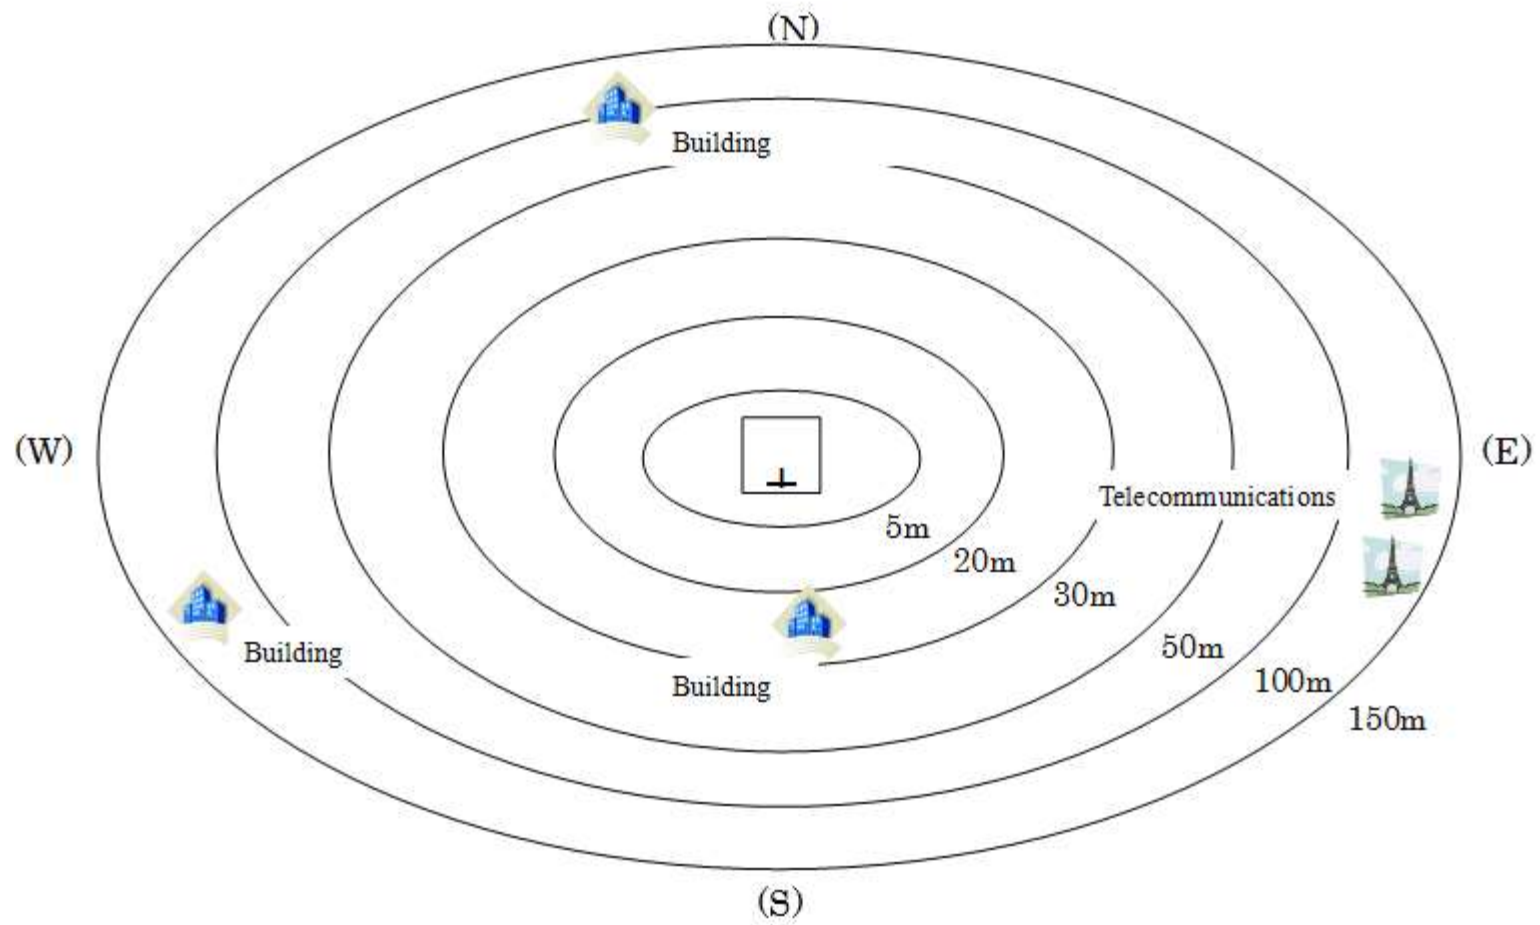 (N)
Building
(W)
(E)
Telecommunications
5m
20m
30m
50m
Building
100m
Building
150m
(S)